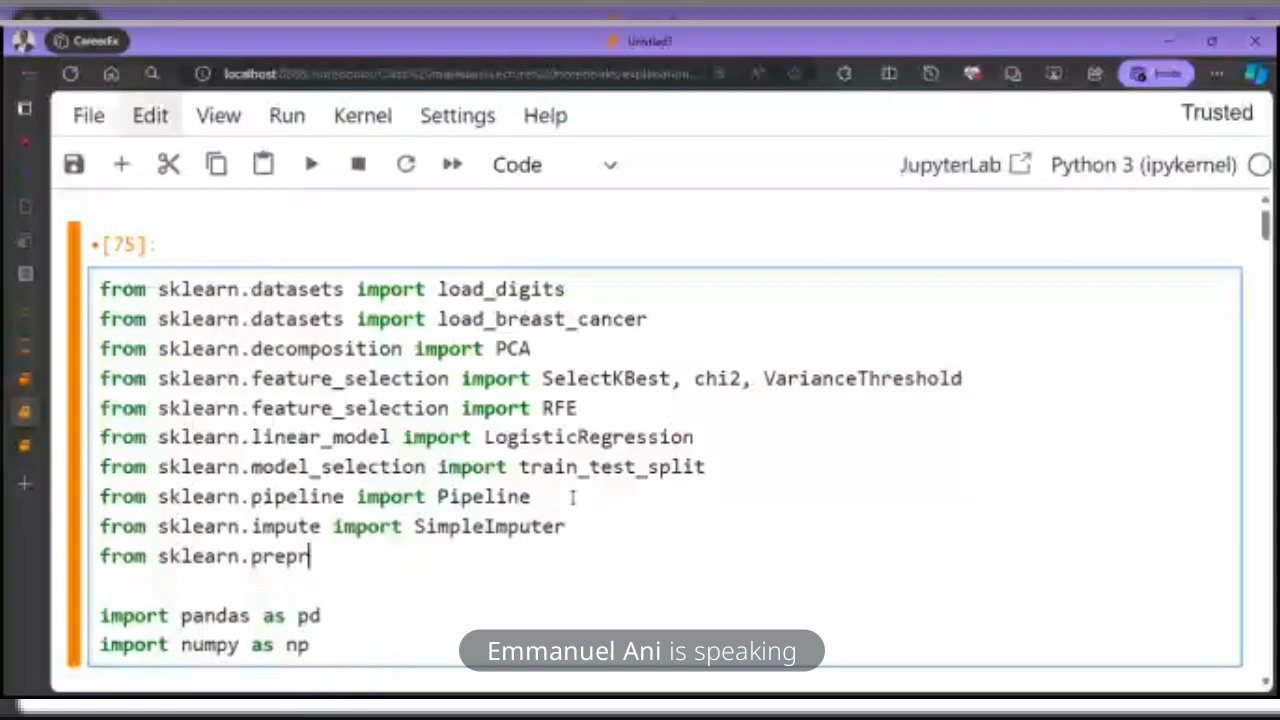 CareerEx
Untitled1
localhost
File Edit View Run Kernel Settings Help Trusted
Code JupyterLab Python 3 (ipykernel)
•[75]:
from sklearn.datasets import load_digits
from sklearn.datasets import load_breast_cancer
from sklearn.decomposition import PCA
from sklearn.feature_selection import SelectKBest, chi2, VarianceThreshold
from sklearn.feature_selection import RFE
from sklearn.linear_model import LogisticRegression
from sklearn.model_selection import train_test_split
from sklearn.pipeline import Pipeline
from sklearn.impute import SimpleImputer
from sklearn.prepr
import pandas as pd
import numpy as np
Emmanuel Ani is speaking